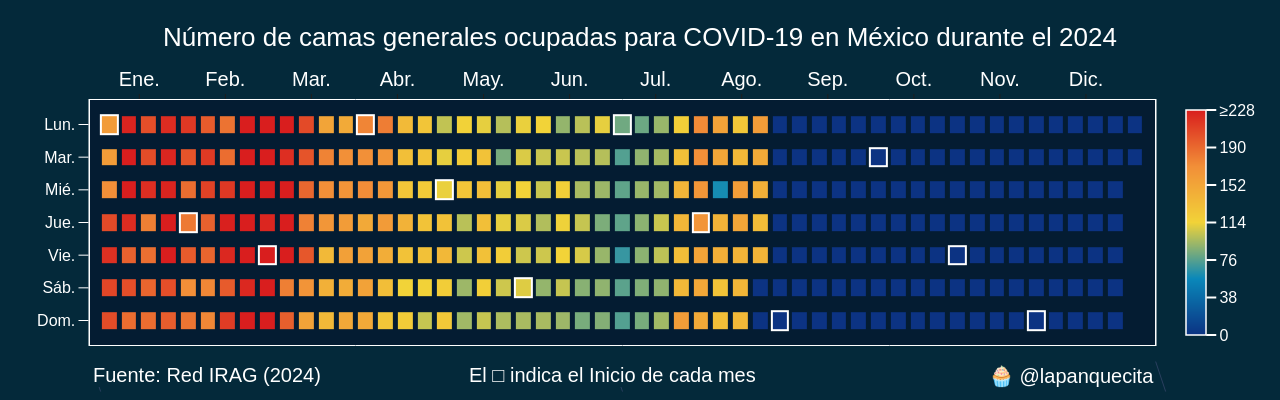 Número de camas generales ocupadas para COVID-19 en México durante el 2024
Ene. Feb. Mar. Abr. May. Jun. Jul. Ago. Sep. Oct. Nov. Dic.
Lun.
Mar.
Mié.
Jue.
Vie.
Sáb.
Dom.
≥228
190
152
114
76
38
0
Fuente: Red IRAG (2024)
El □ indica el Inicio de cada mes
🧁 @lapanquecita